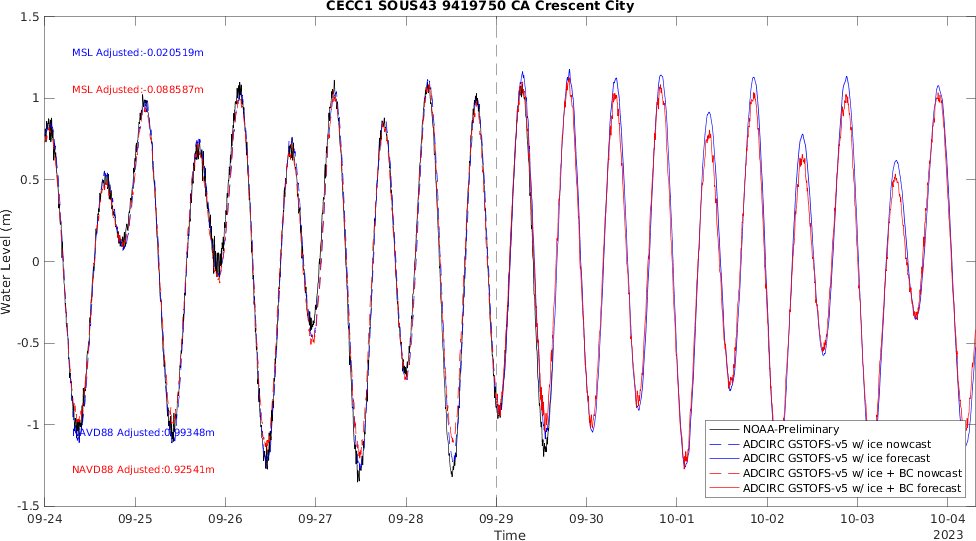 CECC1 SOUS43 9419750 CA Crescent City
1.5
1
0.5
0
-0.5
-1
-1.5
Water Level (m)
MSL Adjusted:-0.020519m
MSL Adjusted:-0.088587m
NAVD88 Adjusted:0.99348m
NAVD88 Adjusted:0.92541m
NOAA-Preliminary
ADCIRC GSTOFS-v5 w/ ice nowcast
ADCIRC GSTOFS-v5 w/ ice forecast
ADCIRC GSTOFS-v5 w/ ice + BC nowcast
ADCIRC GSTOFS-v5 w/ ice + BC forecast
09-24 09-25 09-26 09-27 09-28 09-29 09-30 10-01 10-02 10-03 10-04
Time
2023